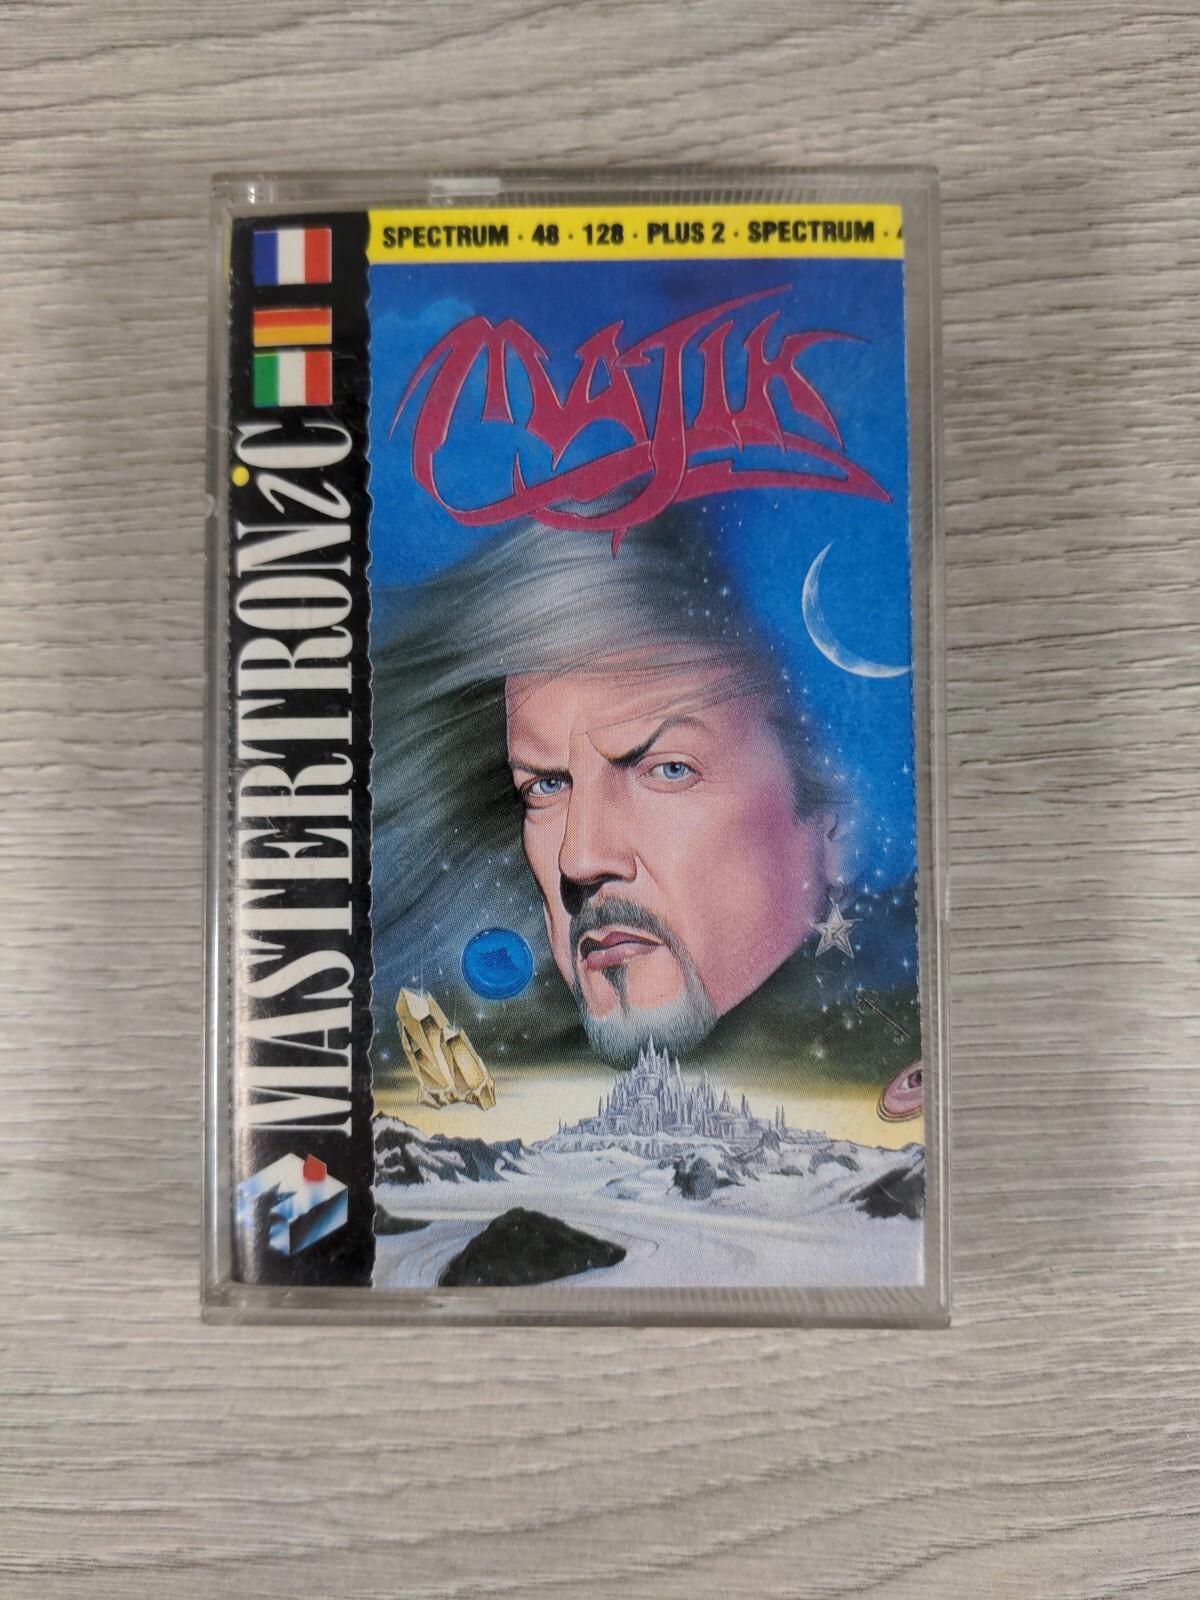 SPECTRUM · 48 · 128 · PLUS 2 · SPECTRUM ·
MAJIK
MASTERTRONiC